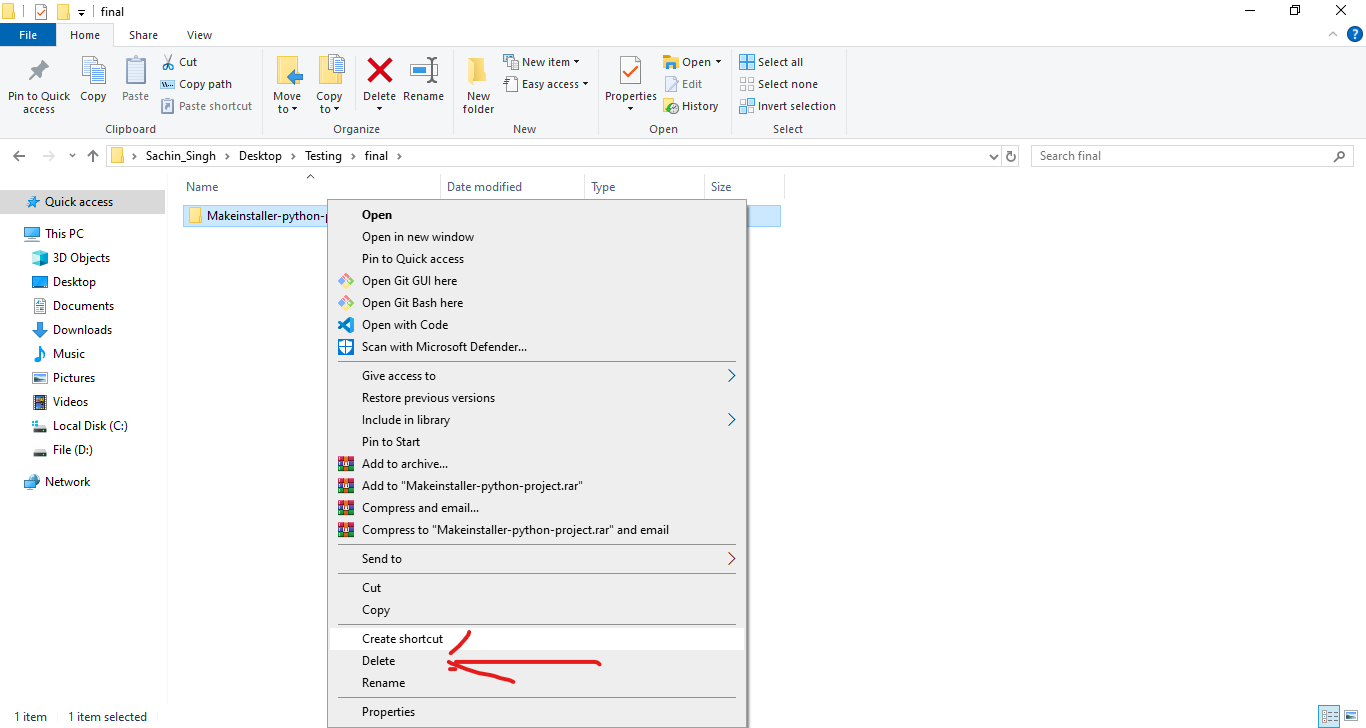 final
File Home Share View
Pin to Quick access
Copy
Paste
Cut
Copy path
Paste shortcut
Clipboard
Move to
Copy to
Delete
Rename
Organize
New folder
New item
Easy access
New
Properties
Open
Edit
History
Open
Select all
Select none
Invert selection
Select
Sachin_Singh Desktop Testing final
Search final
Name Date modified Type Size
Quick access
This PC
3D Objects
Desktop
Documents
Downloads
Music
Pictures
Videos
Local Disk (C:)
File (D:)
Network
Makeinstaller-python-p
Open
Open in new window
Pin to Quick access
Open Git GUI here
Open Git Bash here
Open with Code
Scan with Microsoft Defender...
Give access to
Restore previous versions
Include in library
Pin to Start
Add to archive...
Add to "Makeinstaller-python-project.rar"
Compress and email...
Compress to "Makeinstaller-python-project.rar" and email
Send to
Cut
Copy
Create shortcut
Delete
Rename
Properties
1 item 1 item selected